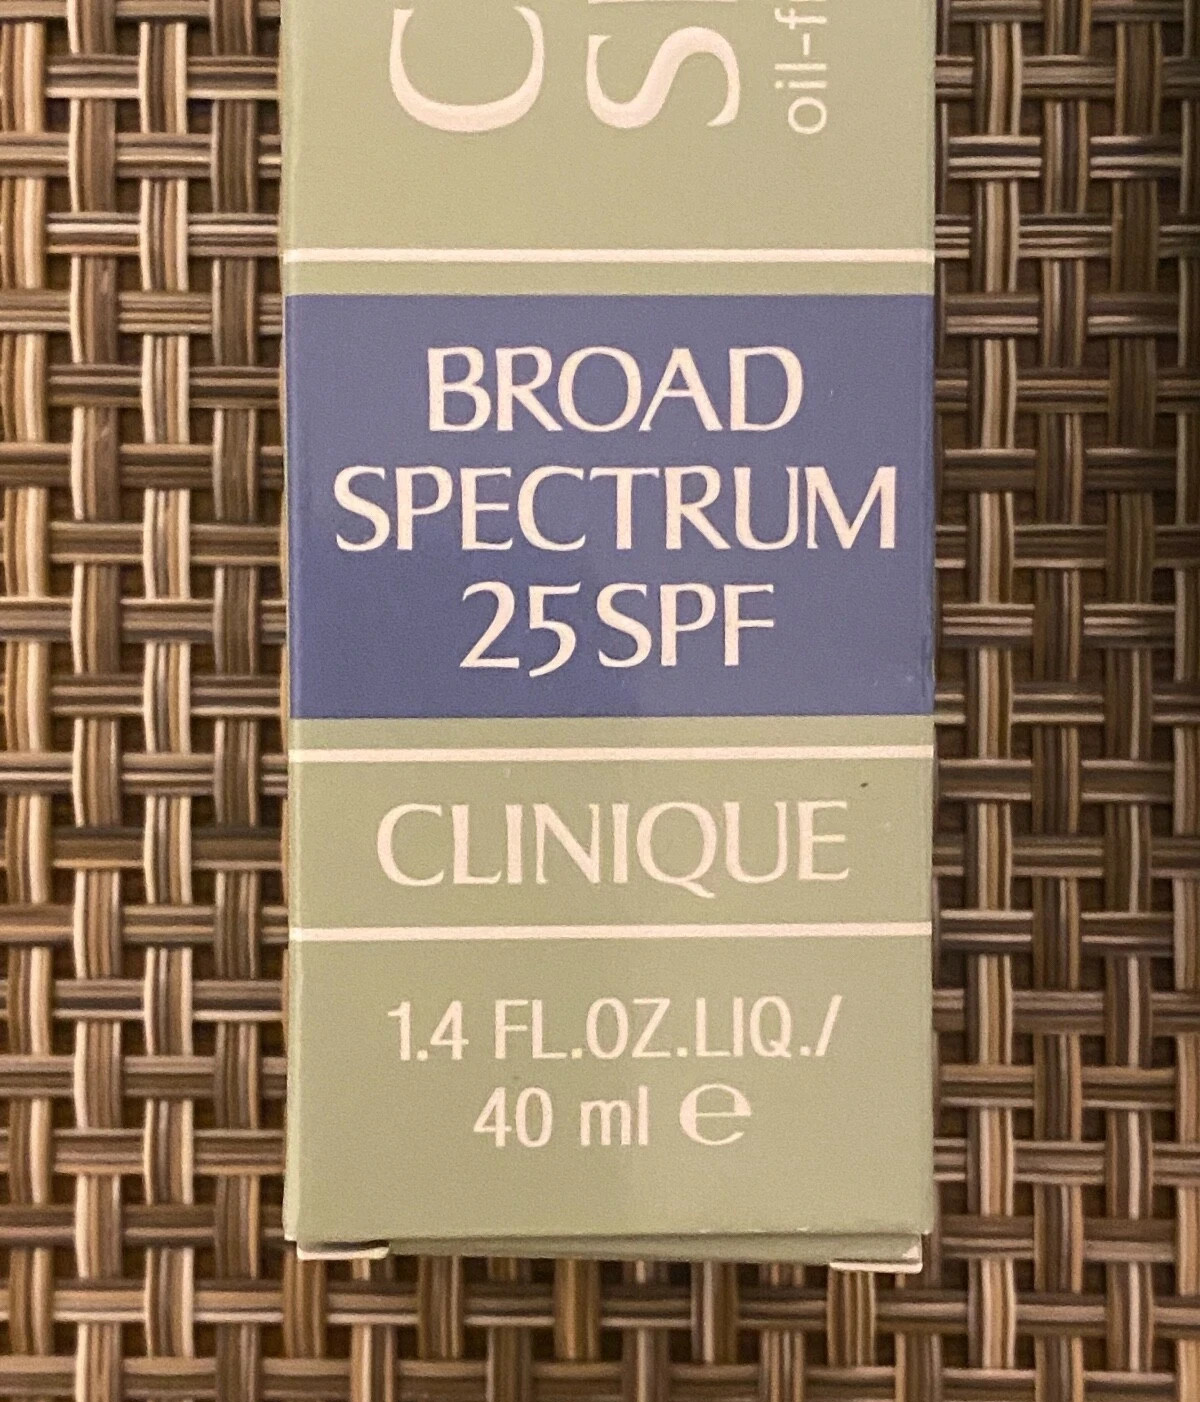 BROAD
SPECTRUM
25 SPF
CLINIQUE
1.4 FL.OZ.LIQ./
40 ml e